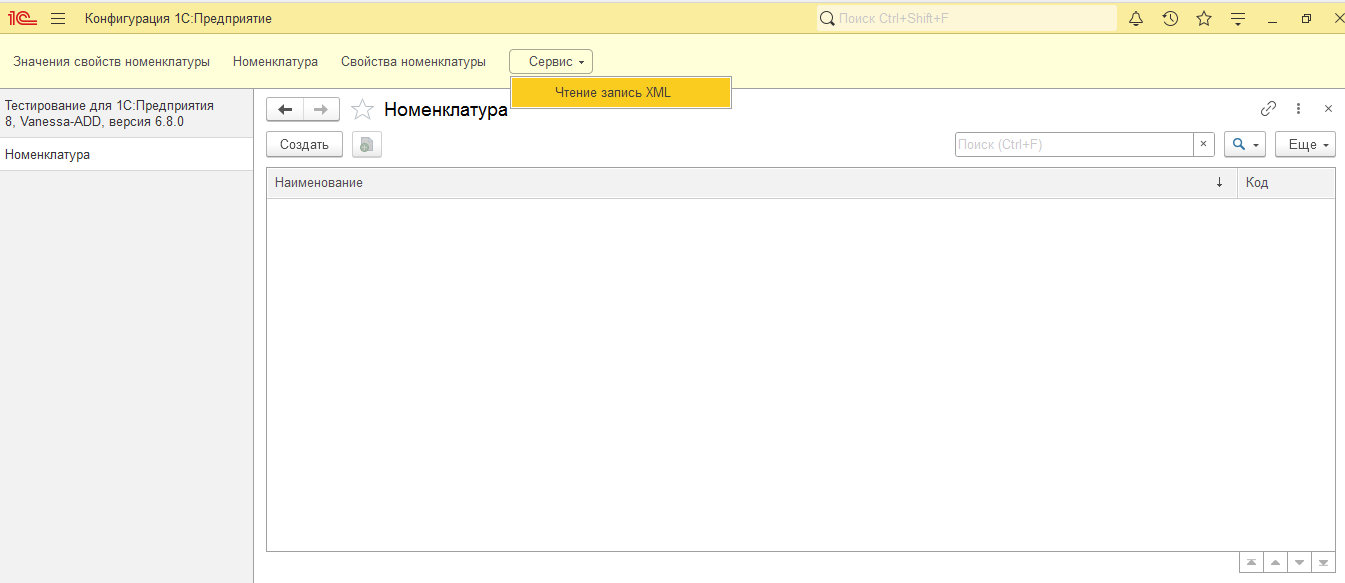 1С Конфигурация 1С:Предприятие Поиск Ctrl+Shift+F
Значения свойств номенклатуры Номенклатура Свойства номенклатуры Сервис
Чтение запись XML
Тестирование для 1С:Предприятия
8, Vanessa-ADD, версия 6.8.0
Номенклатура
Номенклатура
Создать Поиск (Ctrl+F) Еще
Наименование Код